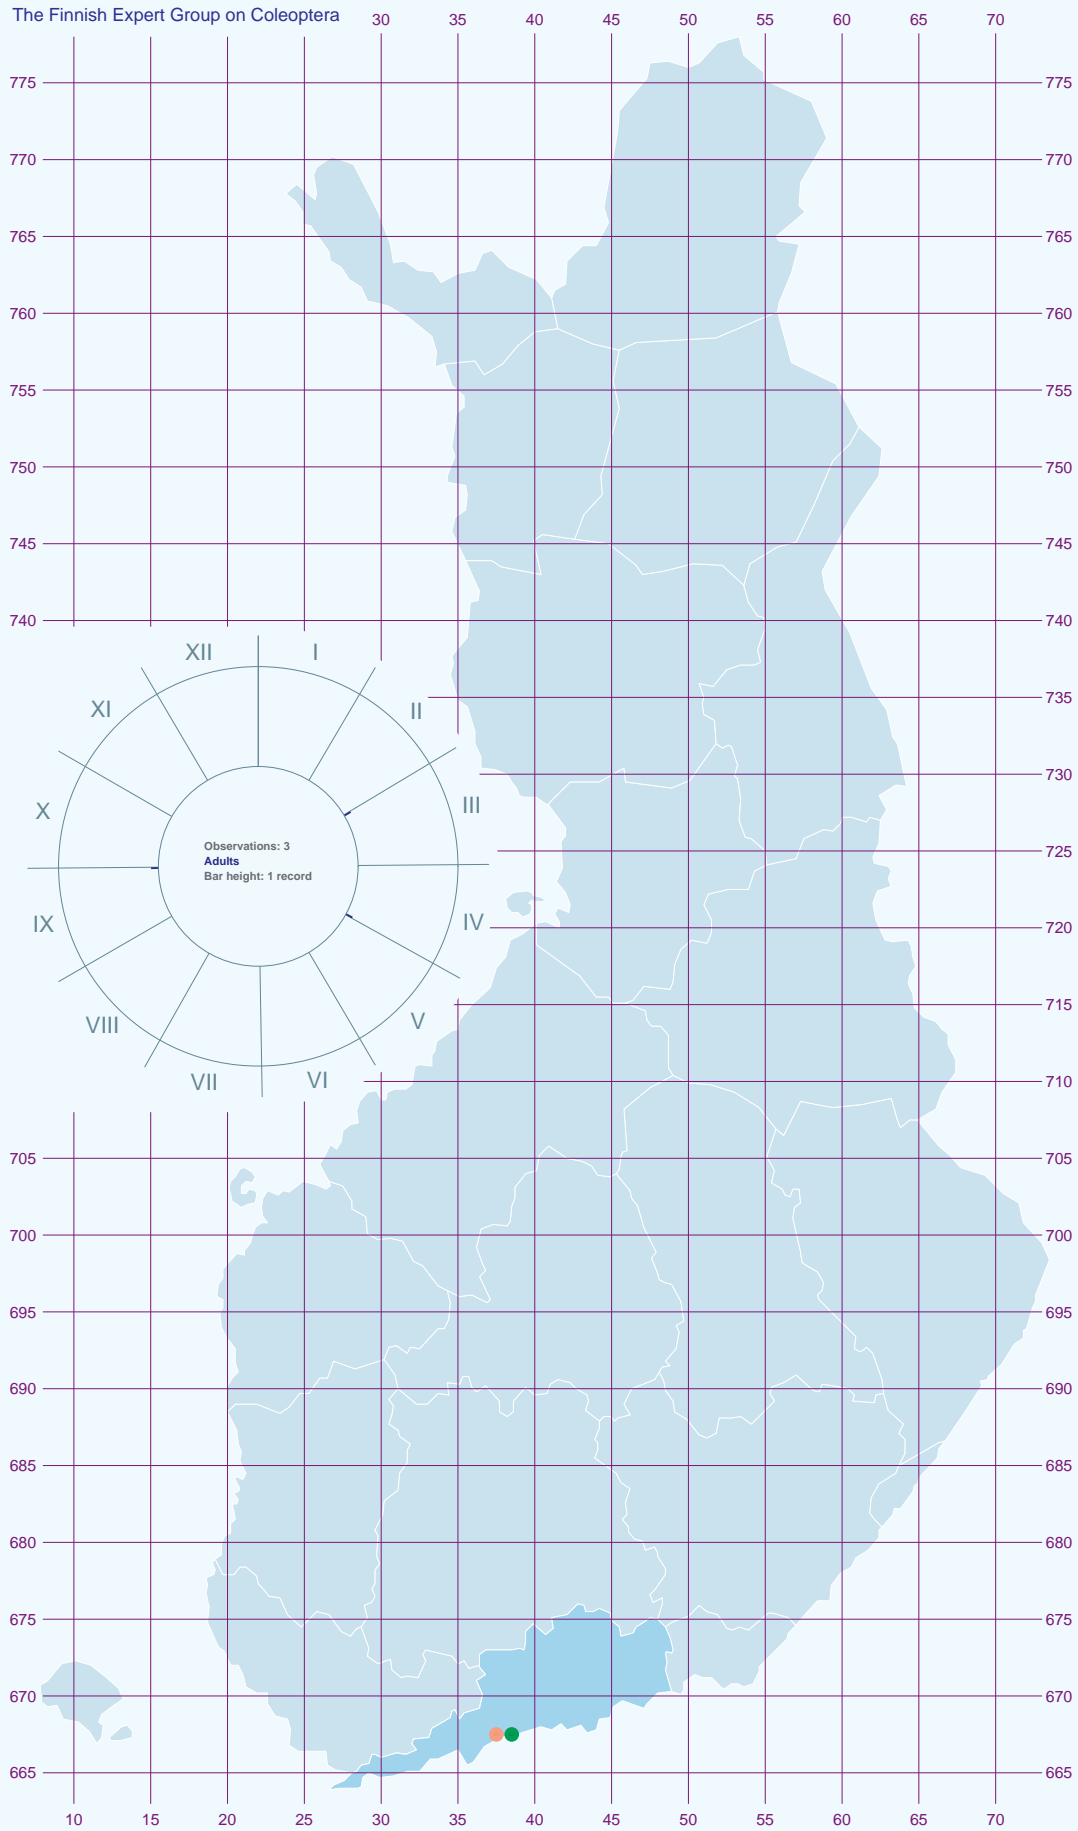 The Finnish Expert Group on Coleoptera 30 35 40 45 50 55 60 65 70
775 775
770 770
765 765
760 760
755 755
750 750
745 745
740 740
XII I
XI II
735
730
X III
725
Observations: 3
Adults
Bar height: 1 record
IX IV
720
715
VIII V
VII VI
710
705 705
700 700
695 695
690 690
685 685
680 680
675 675
670 670
665 665
10 15 20 25 30 35 40 45 50 55 60 65 70